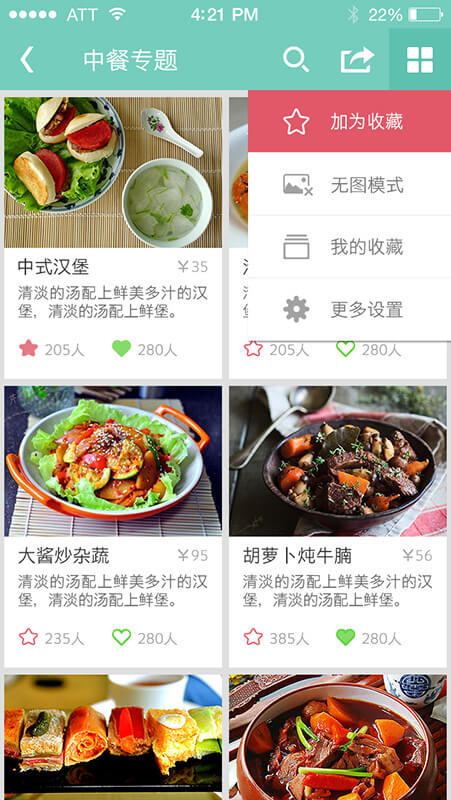 ATT 4:21 PM 22%
中餐专题
加为收藏
无图模式
我的收藏
更多设置
中式汉堡 ￥35
清淡的汤配上鲜美多汁的汉
堡，清淡的汤配上鲜堡。
205人 280人
205人 280人
大酱炒杂蔬 ￥95
清淡的汤配上鲜美多汁的汉
堡，清淡的汤配上鲜堡。
235人 280人
胡萝卜炖牛腩 ￥56
清淡的汤配上鲜美多汁的汉
堡，清淡的汤配上鲜堡。
385人 280人